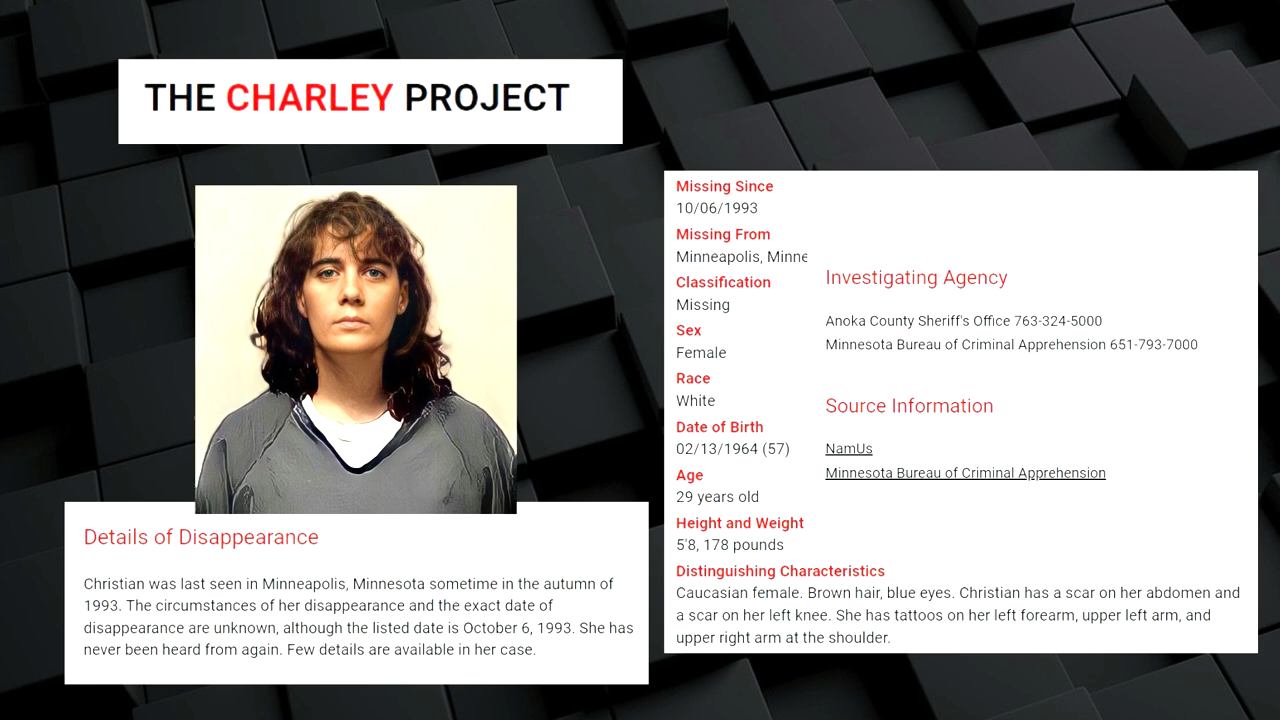 THE CHARLEY PROJECT
Details of Disappearance
Christian was last seen in Minneapolis, Minnesota sometime in the autumn of
1993. The circumstances of her disappearance and the exact date of
disappearance are unknown, although the listed date is October 6, 1993. She has
never been heard from again. Few details are available in her case.
Missing Since
10/06/1993
Missing From
Minneapolis, Minne
Classification
Missing
Sex
Female
Race
White
Date of Birth
02/13/1964 (57)
Age
29 years old
Height and Weight
5'8, 178 pounds
Distinguishing Characteristics
Caucasian female. Brown hair, blue eyes. Christian has a scar on her abdomen and
a scar on her left knee. She has tattoos on her left forearm, upper left arm, and
upper right arm at the shoulder.
Investigating Agency
Anoka County Sheriff's Office 763-324-5000
Minnesota Bureau of Criminal Apprehension 651-793-7000
Source Information
NamUs
Minnesota Bureau of Criminal Apprehension